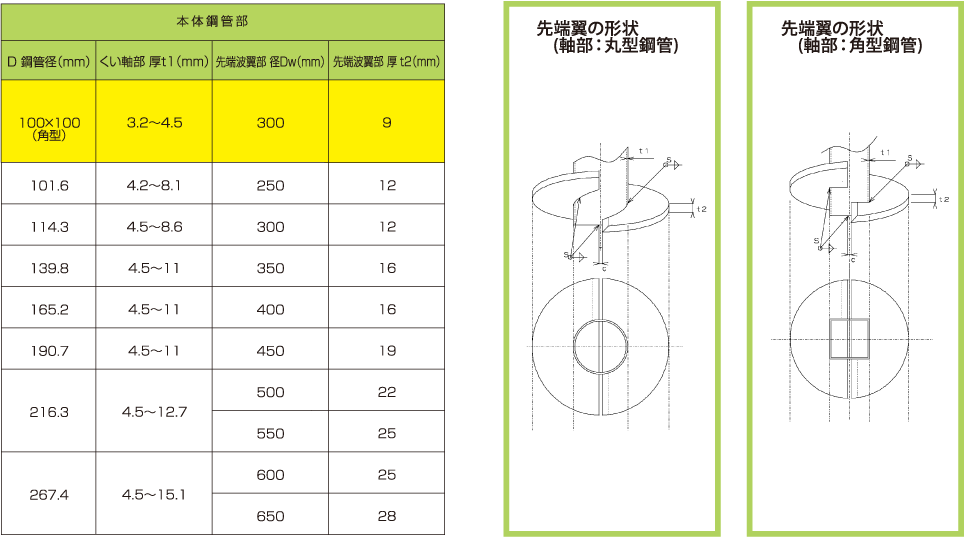 本体鋼管部
D 鋼管径(mm) くい軸部 厚t1(mm) 先端波翼部 径Dw(mm) 先端波翼部 厚 t2(mm)
100×100 3.2〜4.5 300 9
(角型)
101.6 4.2〜8.1 250 12
114.3 4.5〜8.6 300 12
139.8 4.5〜11 350 16
165.2 4.5〜11 400 16
190.7 4.5〜11 450 19
216.3 4.5〜12.7 500 22
550 25
267.4 4.5〜15.1 600 25
650 28
先端翼の形状
(軸部：丸型鋼管)
t1
S
t2
S
c
先端翼の形状
(軸部：角型鋼管)
t1
S
t2
S
c